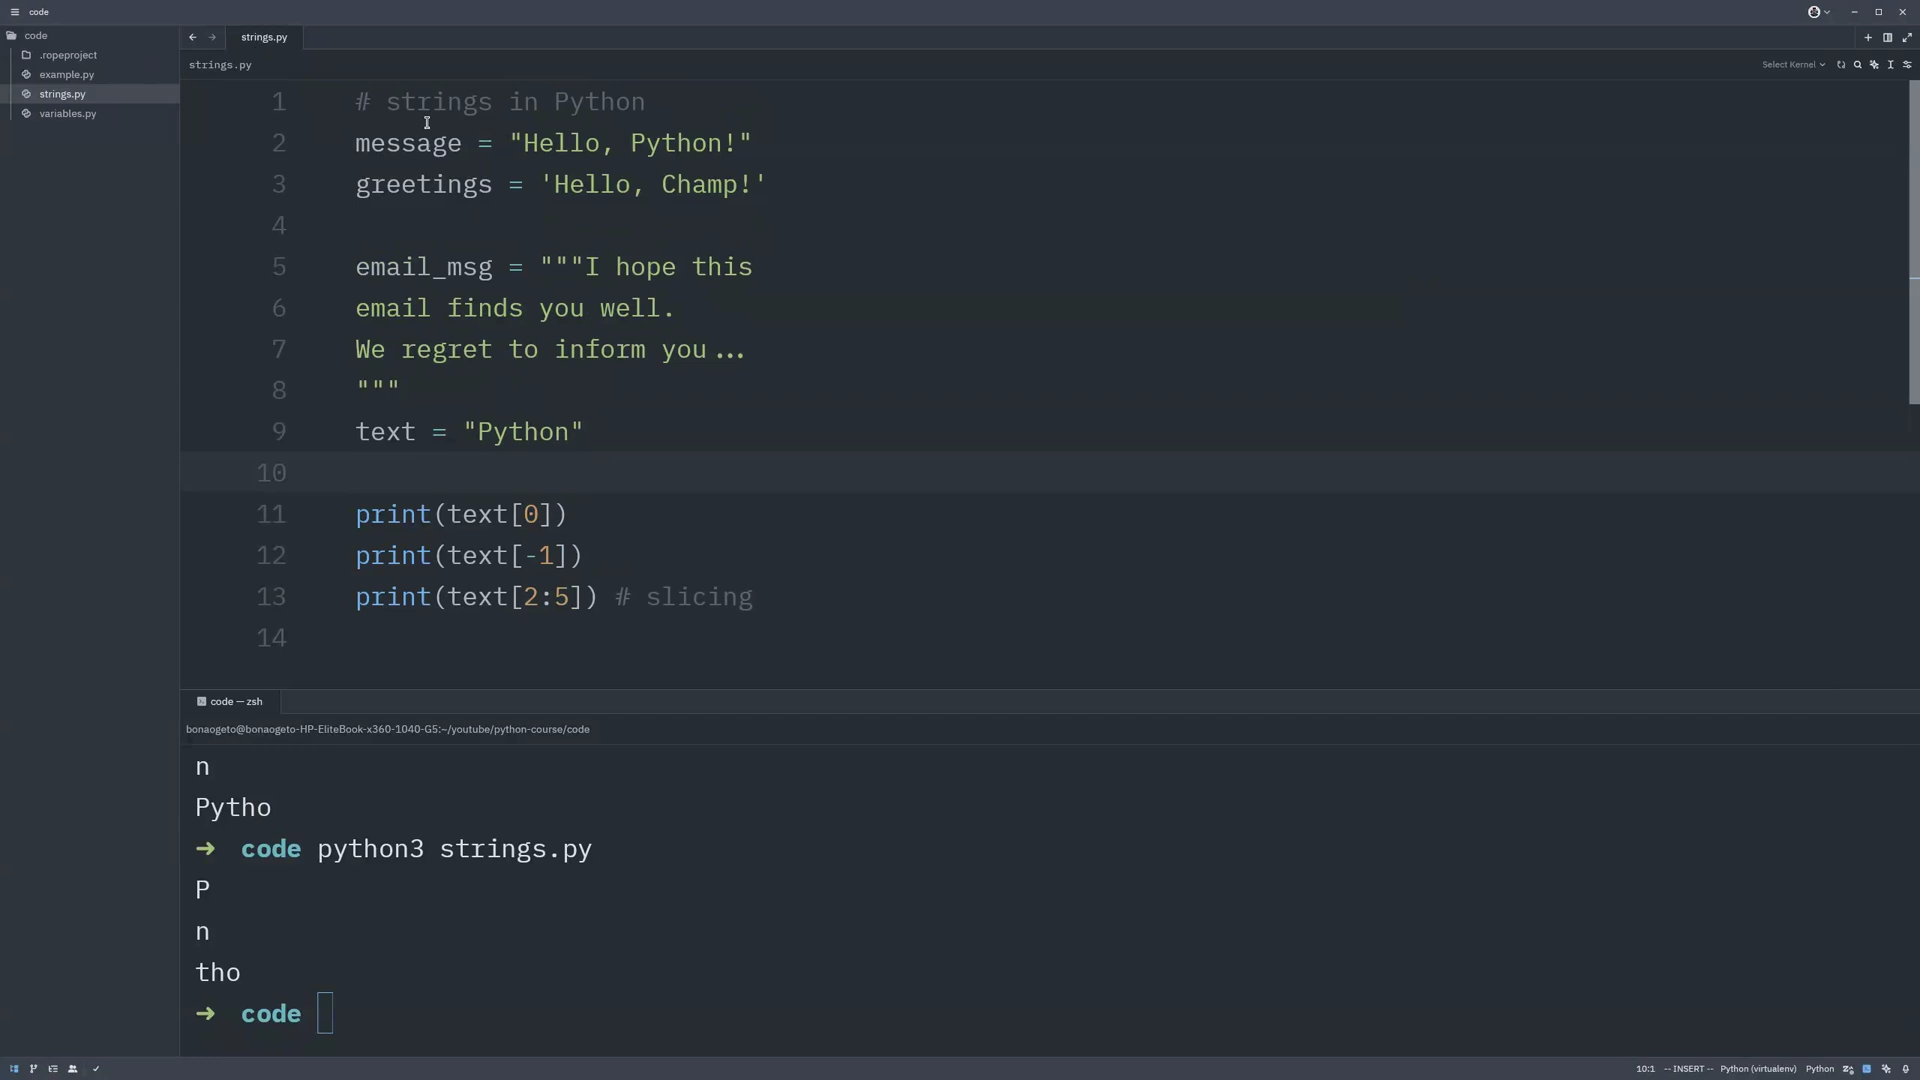 code
code
.ropeproject
example.py
strings.py
variables.py
strings.py
strings.py
Select Kernel
1 # strings in Python
2 message = "Hello, Python!"
3 greetings = 'Hello, Champ!'
4
5 email_msg = """I hope this
6 email finds you well.
7 We regret to inform you...
8 """
9 text = "Python"
10
11 print(text[0])
12 print(text[-1])
13 print(text[2:5]) # slicing
14
code — zsh
bonaogeto@bonaogeto-HP-EliteBook-x360-1040-G5:~/youtube/python-course/code
n
Pytho
➜ code python3 strings.py
P
n
tho
➜ code
10:1 -- INSERT -- Python (virtualenv) Python